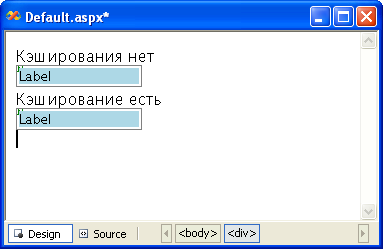 Default.aspx*
Кэширования нет
Label
Кэширование есть
Label
Design Source <body> <div>